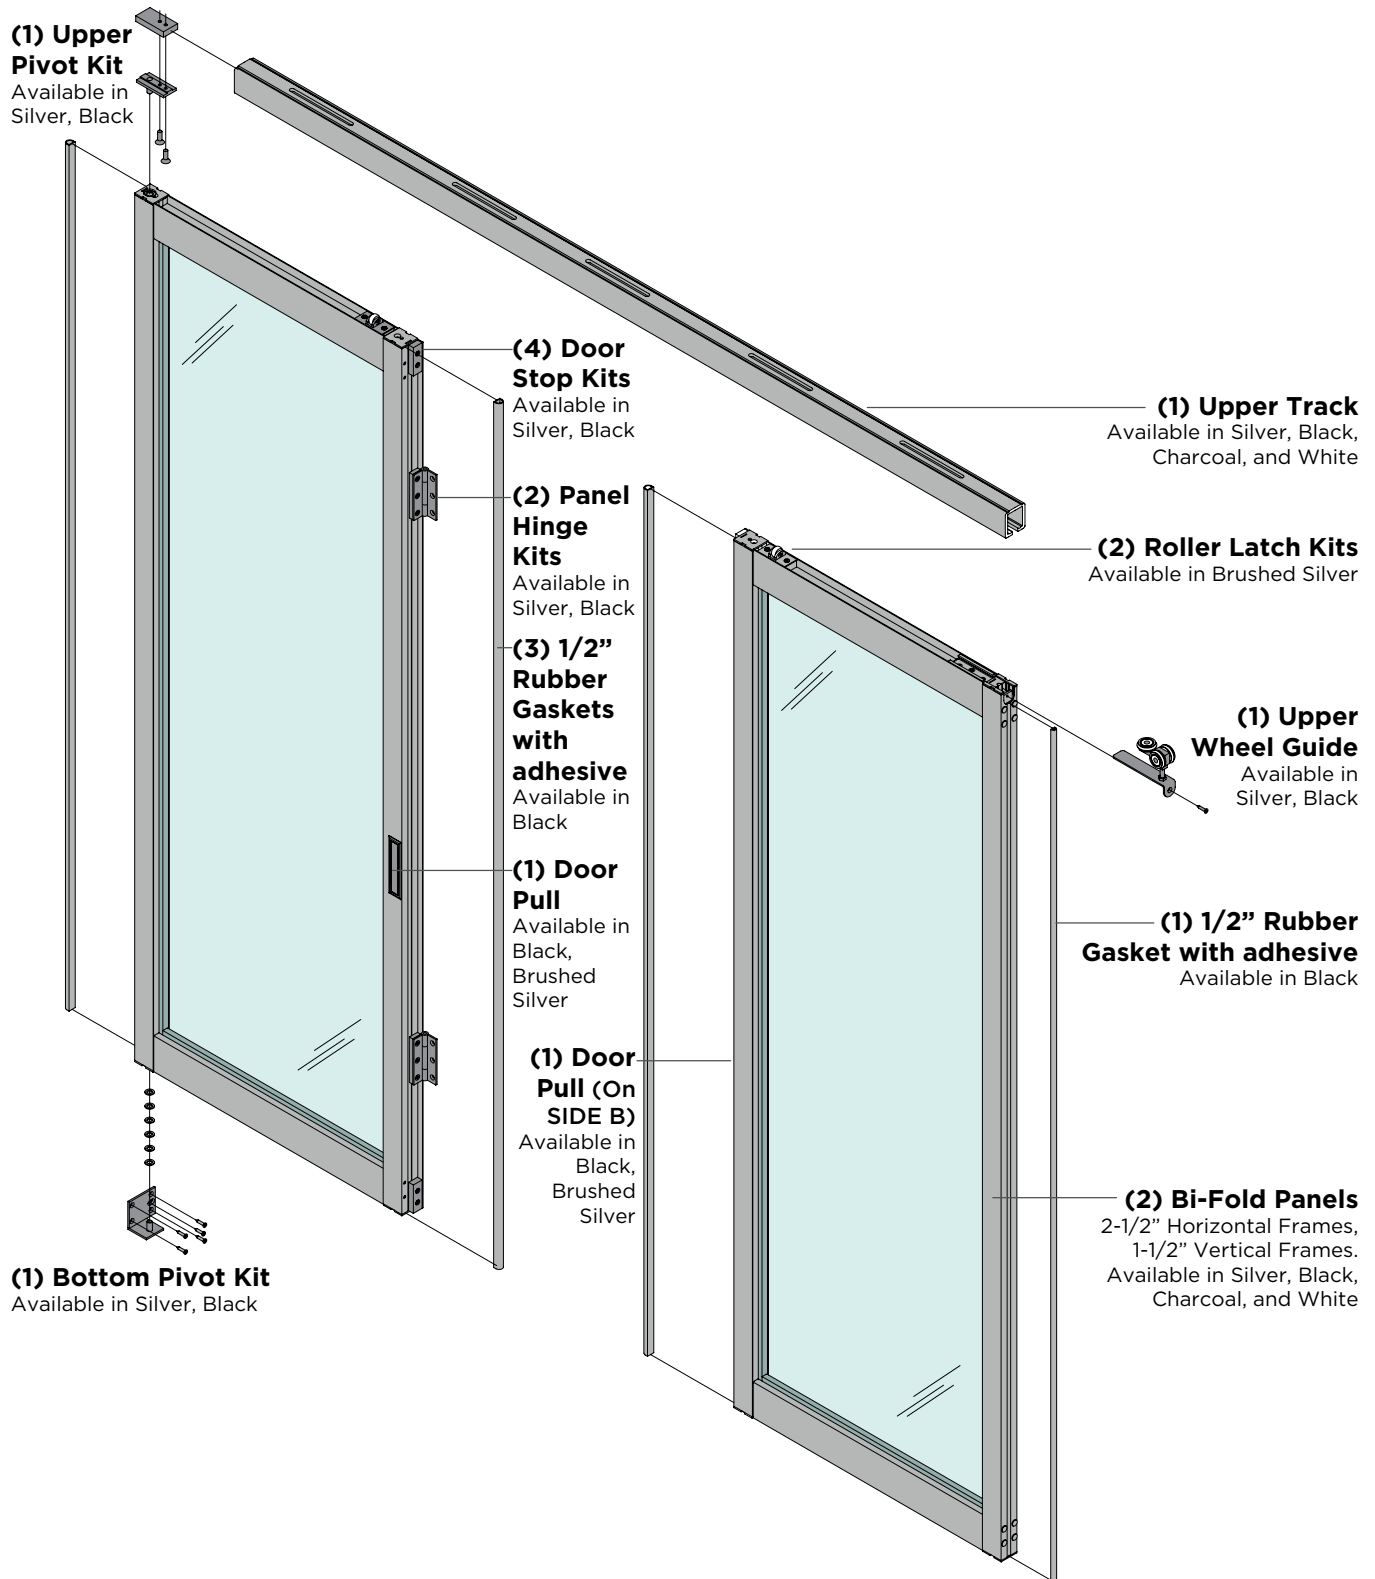 (1) Upper
Pivot Kit
Available in
Silver, Black
(4) Door
Stop Kits
Available in
Silver, Black
(2) Panel
Hinge
Kits
Available in
Silver, Black
(3) 1/2”
Rubber
Gaskets
with
adhesive
Available in
Black
(1) Door
Pull
Available in
Black,
Brushed
Silver
(1) Door
Pull (On
SIDE B)
Available in
Black,
Brushed
Silver
(1) Bottom Pivot Kit
Available in Silver, Black
(1) Upper Track
Available in Silver, Black,
Charcoal, and White
(2) Roller Latch Kits
Available in Brushed Silver
(1) Upper
Wheel Guide
Available in
Silver, Black
(1) 1/2” Rubber
Gasket with adhesive
Available in Black
(2) Bi-Fold Panels
2-1/2” Horizontal Frames,
1-1/2” Vertical Frames.
Available in Silver, Black,
Charcoal, and White